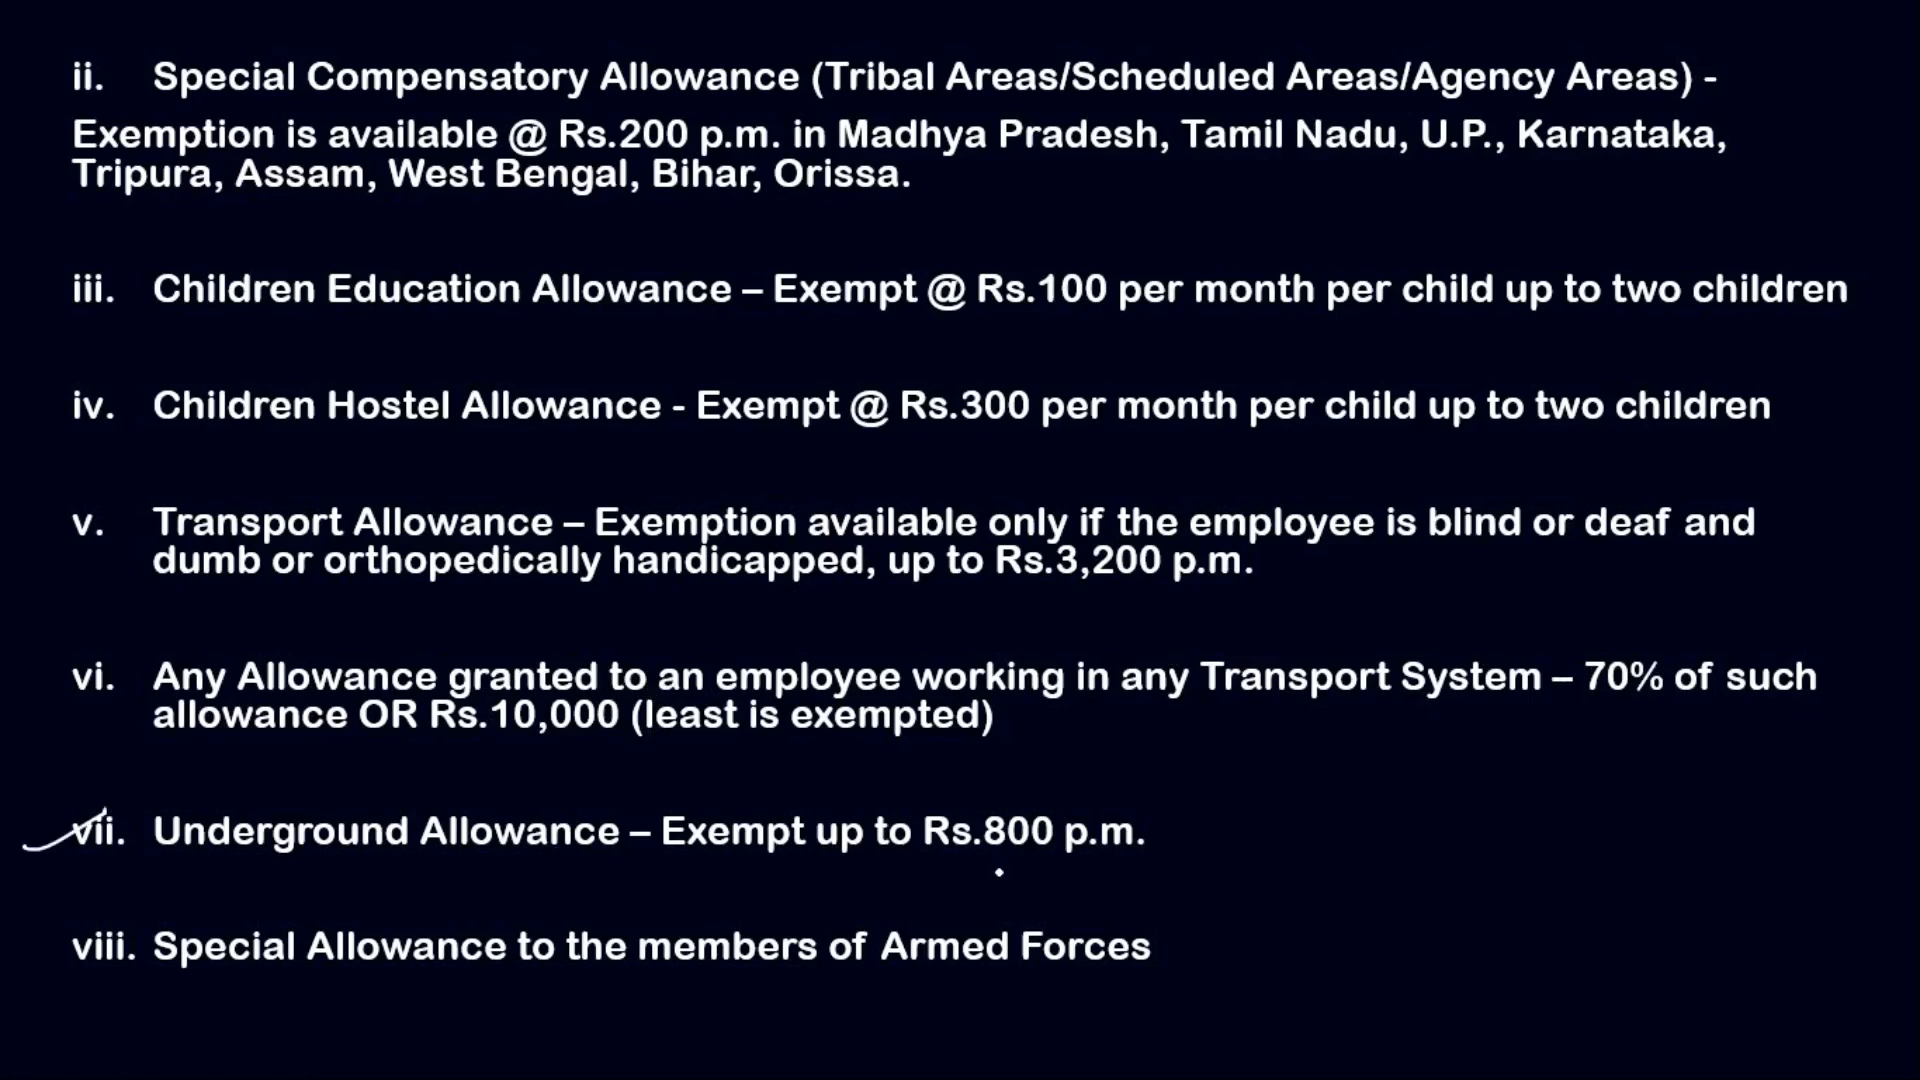 ii. Special Compensatory Allowance (Tribal Areas/Scheduled Areas/Agency Areas) -
Exemption is available @ Rs.200 p.m. in Madhya Pradesh, Tamil Nadu, U.P., Karnataka,
Tripura, Assam, West Bengal, Bihar, Orissa.
iii. Children Education Allowance – Exempt @ Rs.100 per month per child up to two children
iv. Children Hostel Allowance - Exempt @ Rs.300 per month per child up to two children
v. Transport Allowance – Exemption available only if the employee is blind or deaf and
dumb or orthopedically handicapped, up to Rs.3,200 p.m.
vi. Any Allowance granted to an employee working in any Transport System – 70% of such
allowance OR Rs.10,000 (least is exempted)
vii. Underground Allowance – Exempt up to Rs.800 p.m.
viii. Special Allowance to the members of Armed Forces